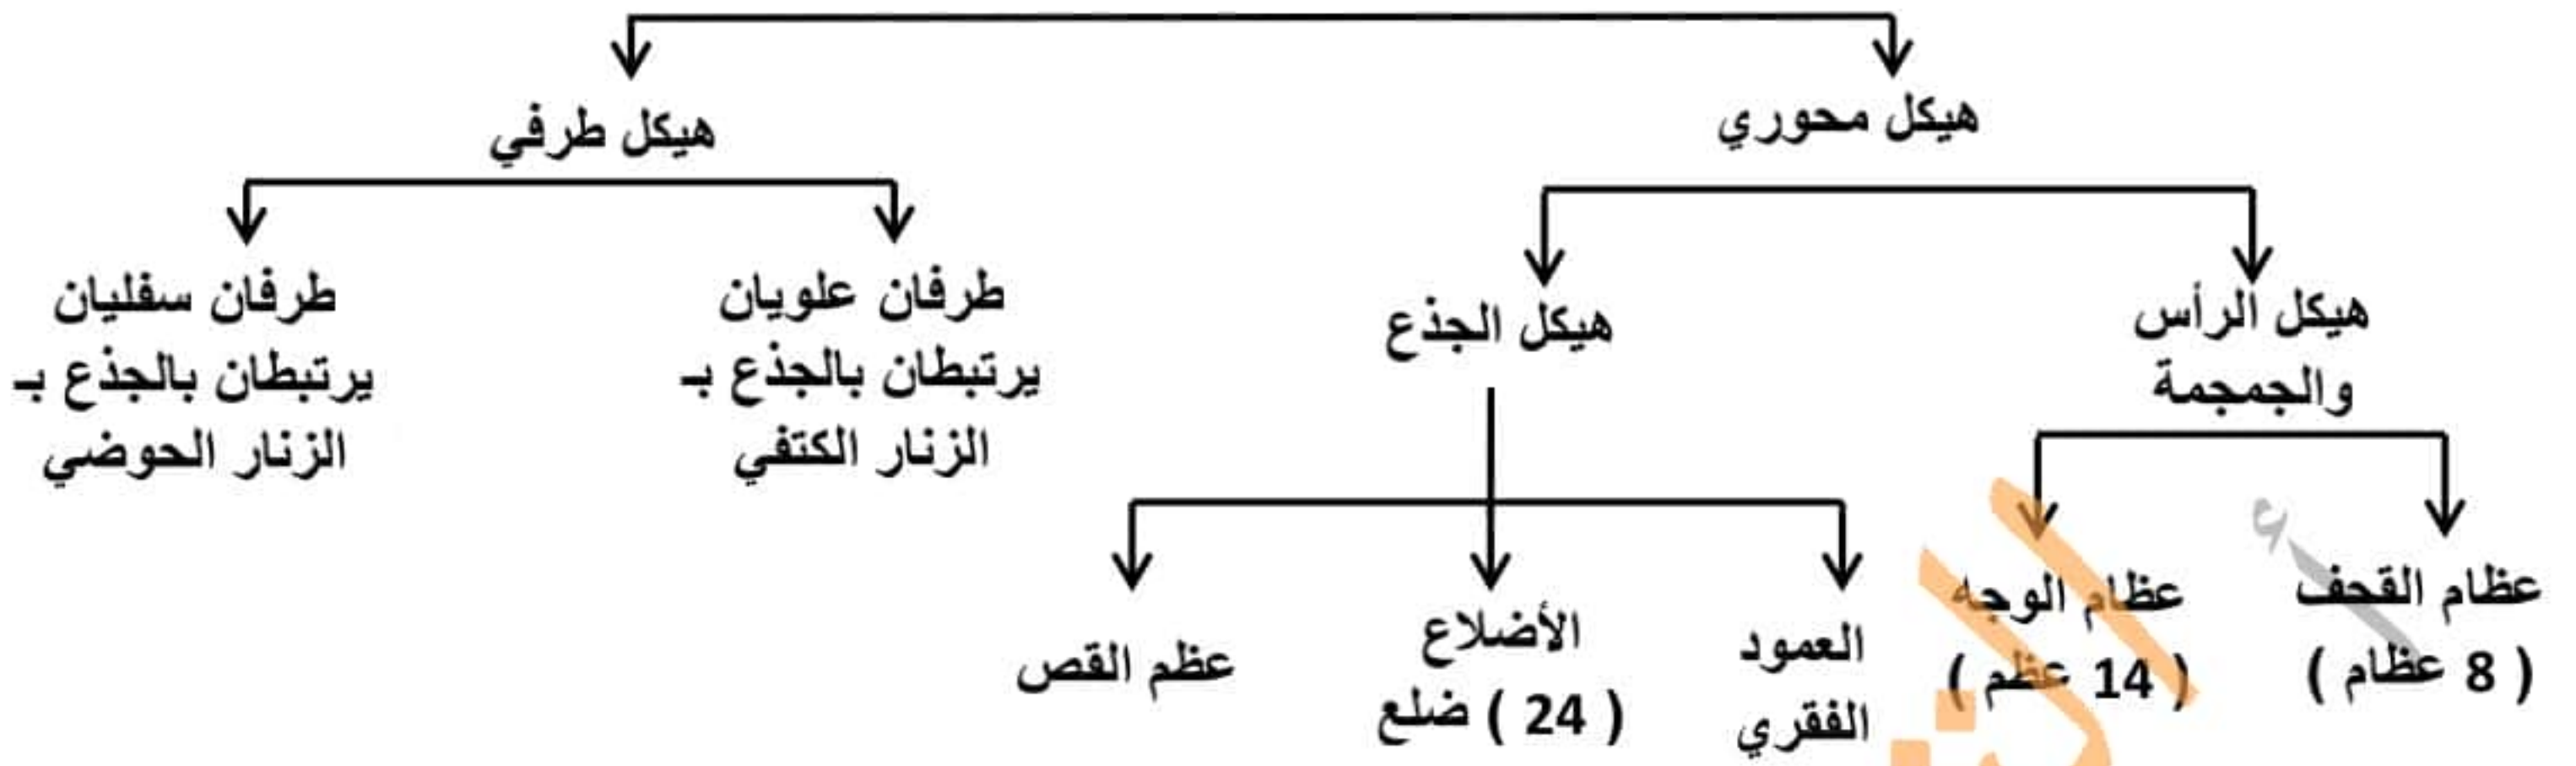 هيكل محوري
هيكل طرفي
هيكل الرأس
والجمجمة
هيكل الجذع
طرفان علويان
يرتبطان بالجذع بـ
الزنار الكتفي
طرفان سفليان
يرتبطان بالجذع بـ
الزنار الحوضي
عظام القحف
( 8 عظام )
عظام الوجه
( 14 عظم )
العمود
الفقري
الأضلاع
( 24 ) ضلع
عظم القص